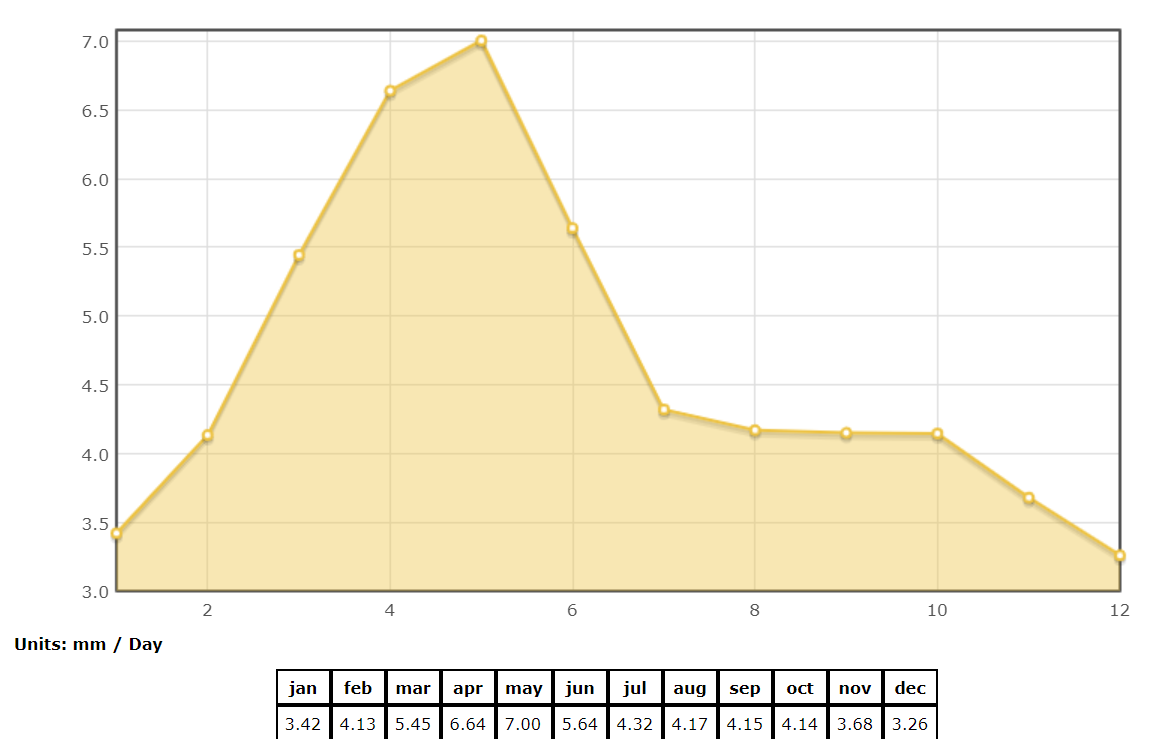 7.0
6.5
6.0
5.5
5.0
4.5
4.0
3.5
3.0
2 4 6 8 10 12
Units: mm / Day
jan feb mar apr may jun jul aug sep oct nov dec
3.42 4.13 5.45 6.64 7.00 5.64 4.32 4.17 4.15 4.14 3.68 3.26